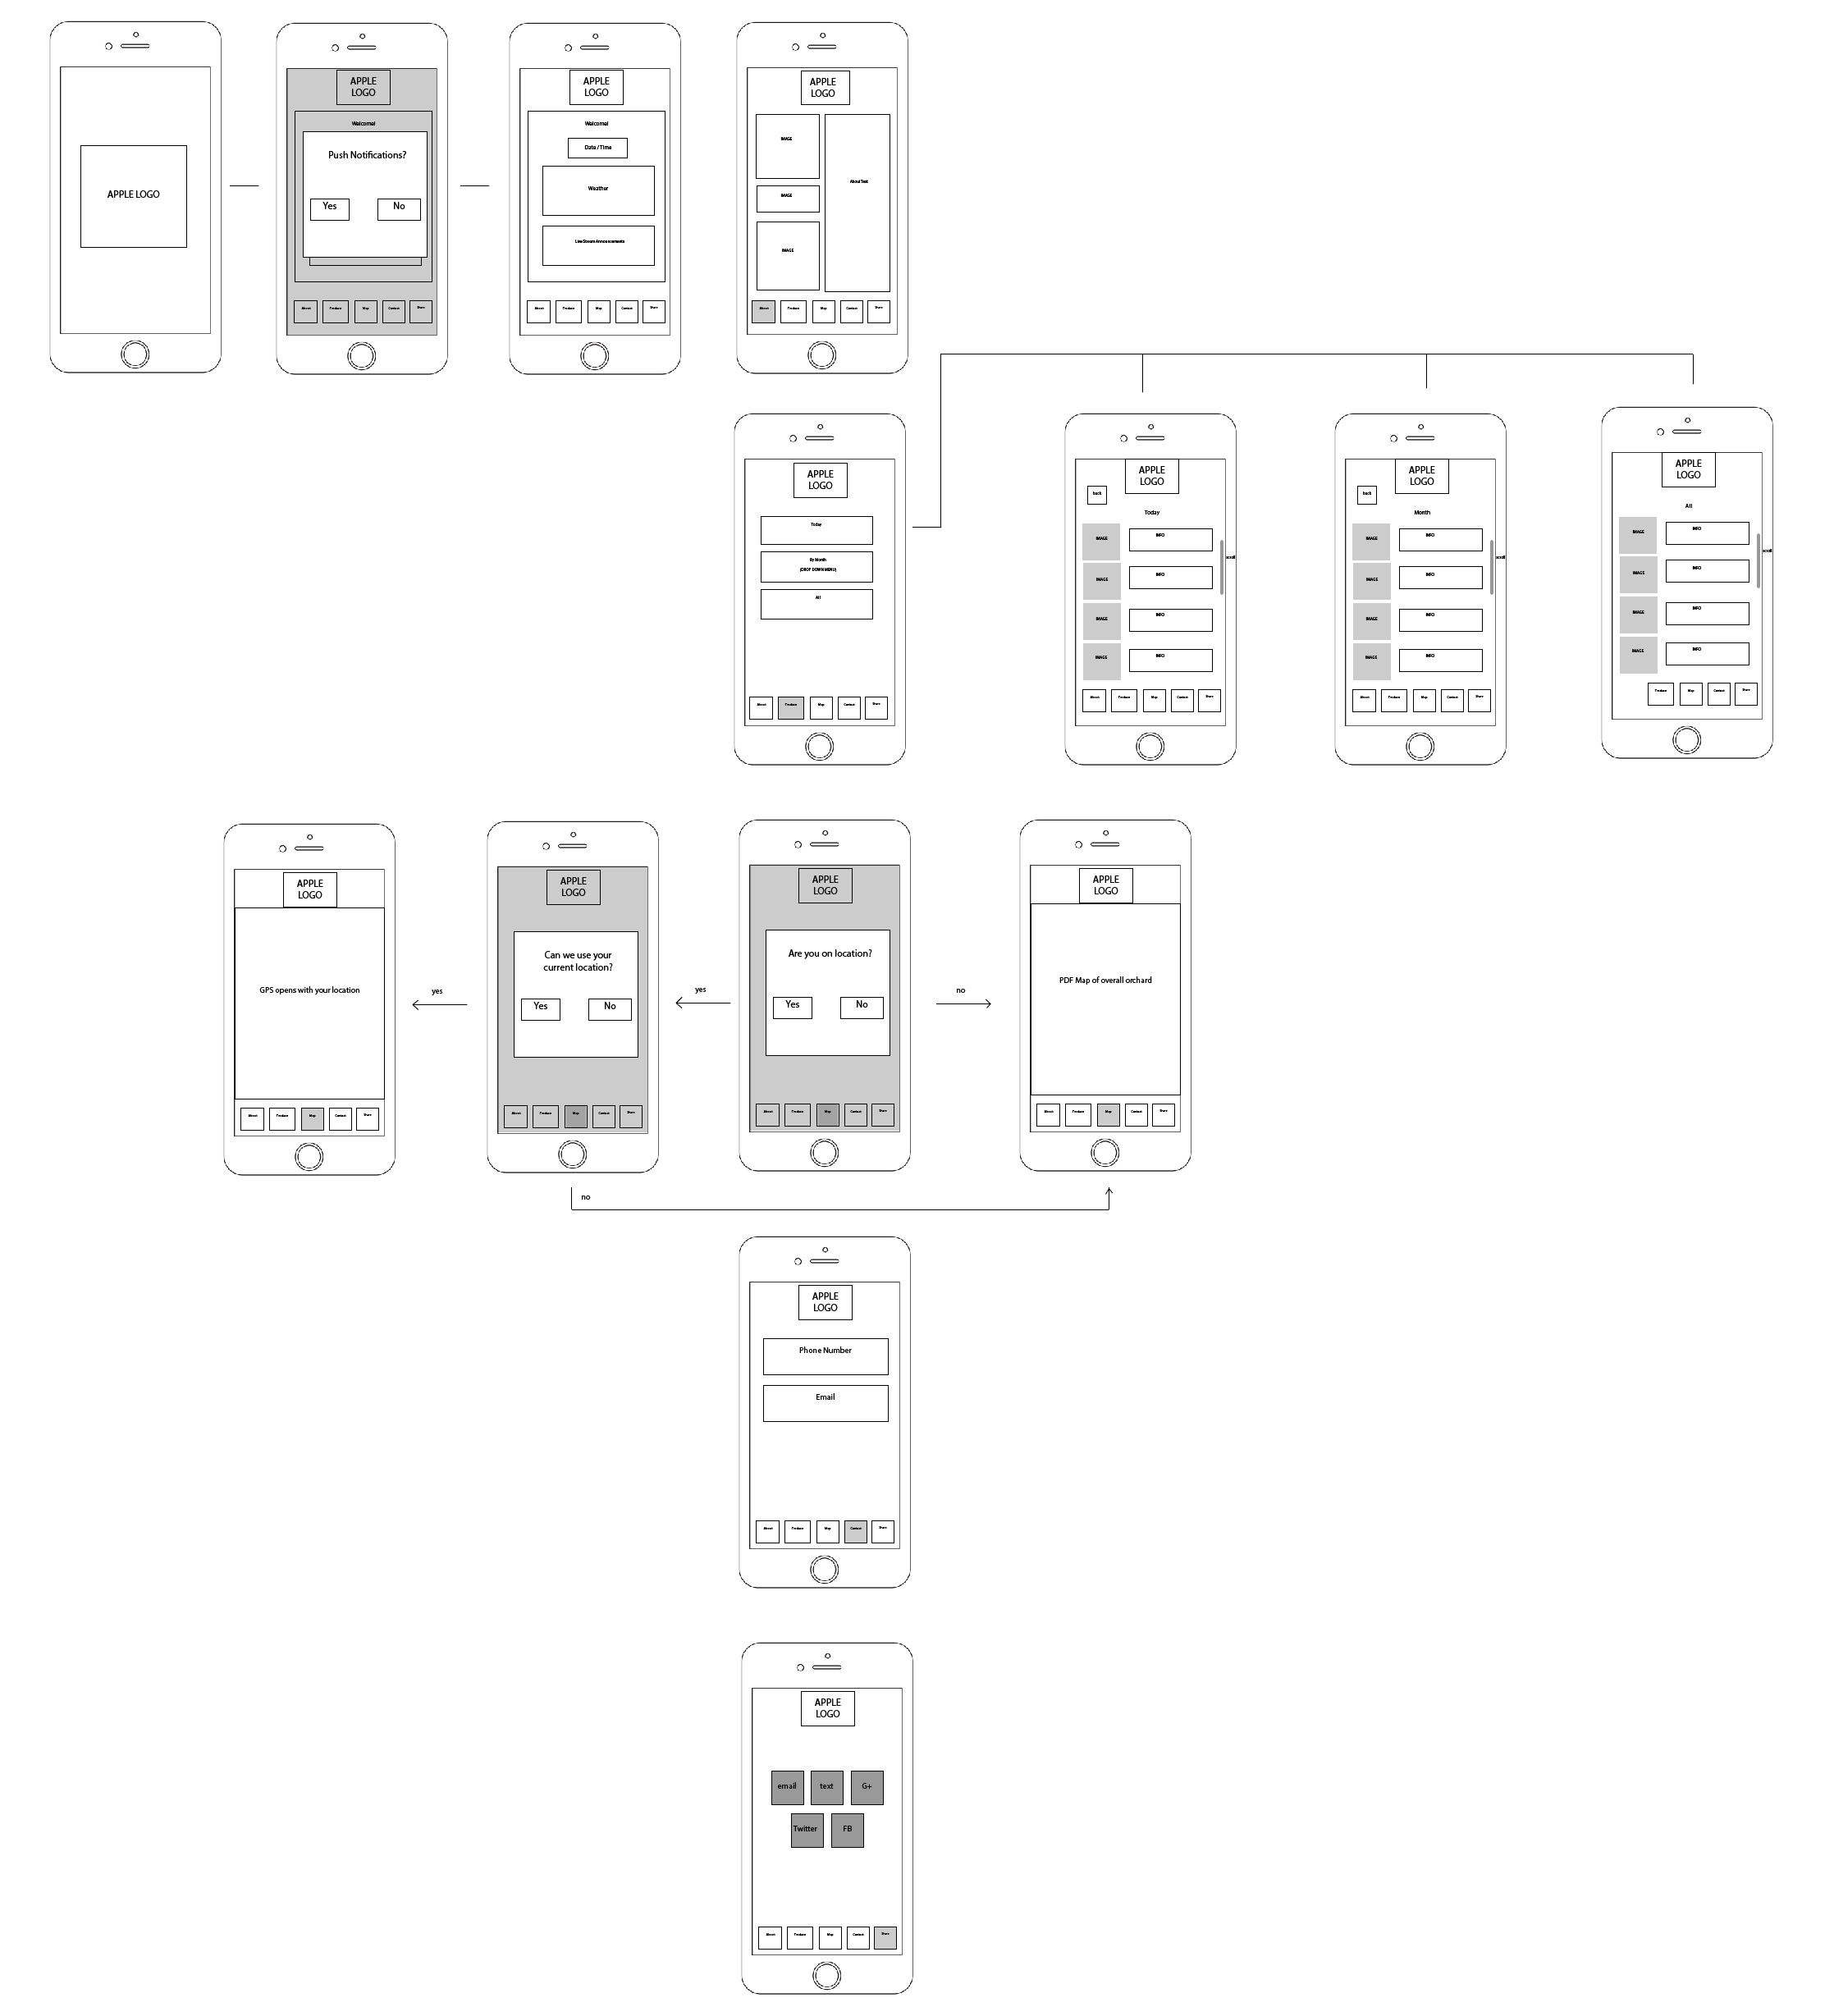 APPLE LOGO
APPLE
LOGO
Welcome!
Push Notifications?
Yes
No
About
Produce
Map
Contact
Share
APPLE
LOGO
Welcome!
Date / Time
Weather
Live Stream Announcements
About
Produce
Map
Contact
Share
APPLE
LOGO
IMAGE
IMAGE
IMAGE
About Text
About
Produce
Map
Contact
Share
APPLE
LOGO
Today
By Month
(DROP DOWN MENU)
All
About
Produce
Map
Contact
Share
APPLE
LOGO
back
Today
IMAGE
INFO
IMAGE
INFO
IMAGE
INFO
IMAGE
INFO
scroll
About
Produce
Map
Contact
Share
APPLE
LOGO
back
Month
IMAGE
INFO
IMAGE
INFO
IMAGE
INFO
IMAGE
INFO
scroll
About
Produce
Map
Contact
Share
APPLE
LOGO
All
IMAGE
INFO
IMAGE
INFO
IMAGE
INFO
IMAGE
INFO
scroll
Produce
Map
Contact
Share
APPLE
LOGO
GPS opens with your location
About
Produce
Map
Contact
Share
yes
APPLE
LOGO
Can we use your
current location?
Yes
No
About
Produce
Map
Contact
Share
yes
APPLE
LOGO
Are you on location?
Yes
No
About
Produce
Map
Contact
Share
no
APPLE
LOGO
PDF Map of overall orchard
About
Produce
Map
Contact
Share
no
APPLE
LOGO
Phone Number
Email
About
Produce
Map
Contact
Share
APPLE
LOGO
email
text
G+
Twitter
FB
About
Produce
Map
Contact
Share